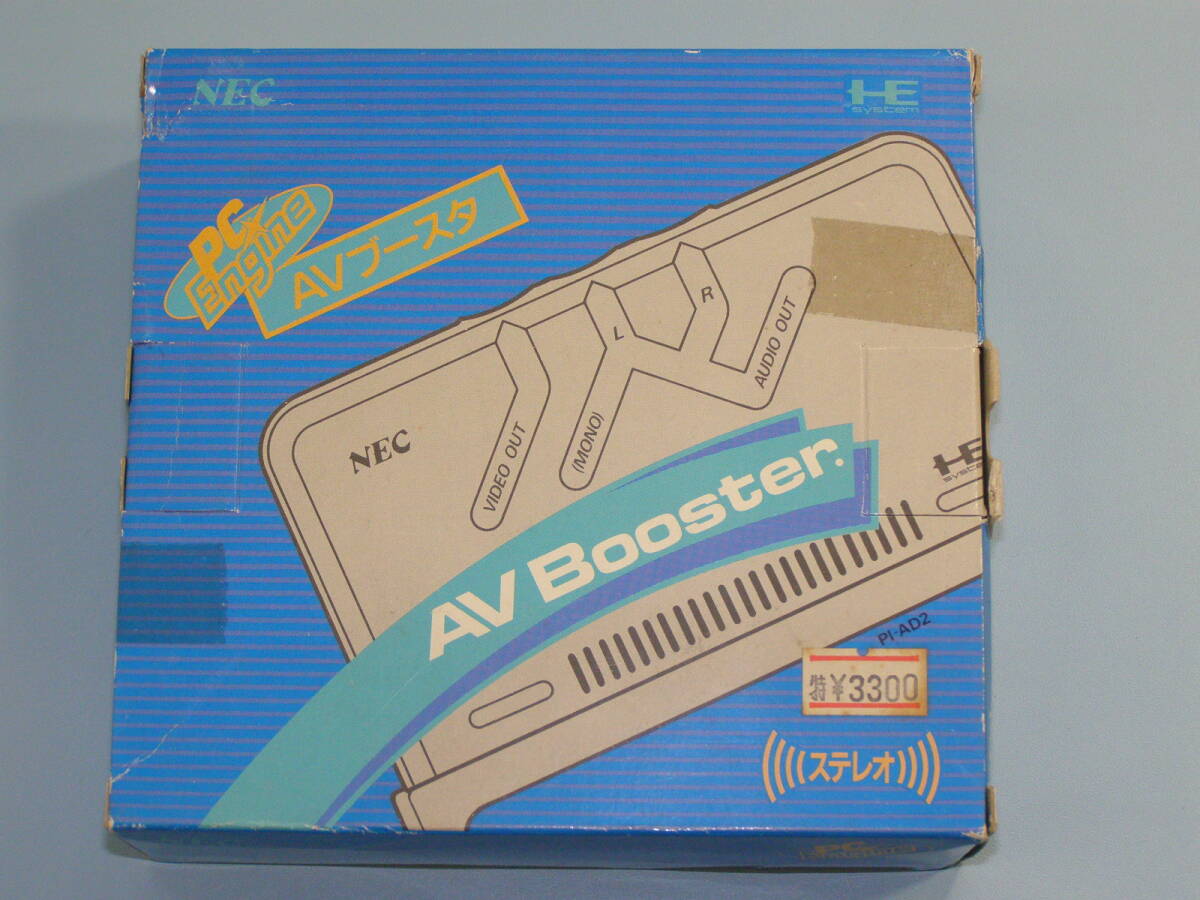 NEC
HE
system
PC
Engine
AVブースタ
R
L
AUDIO OUT
NEC
VIDEO OUT
(MONO)
HE
system
AV Booster.
PI-AD2
特¥3300
ステレオ
PC
Engine